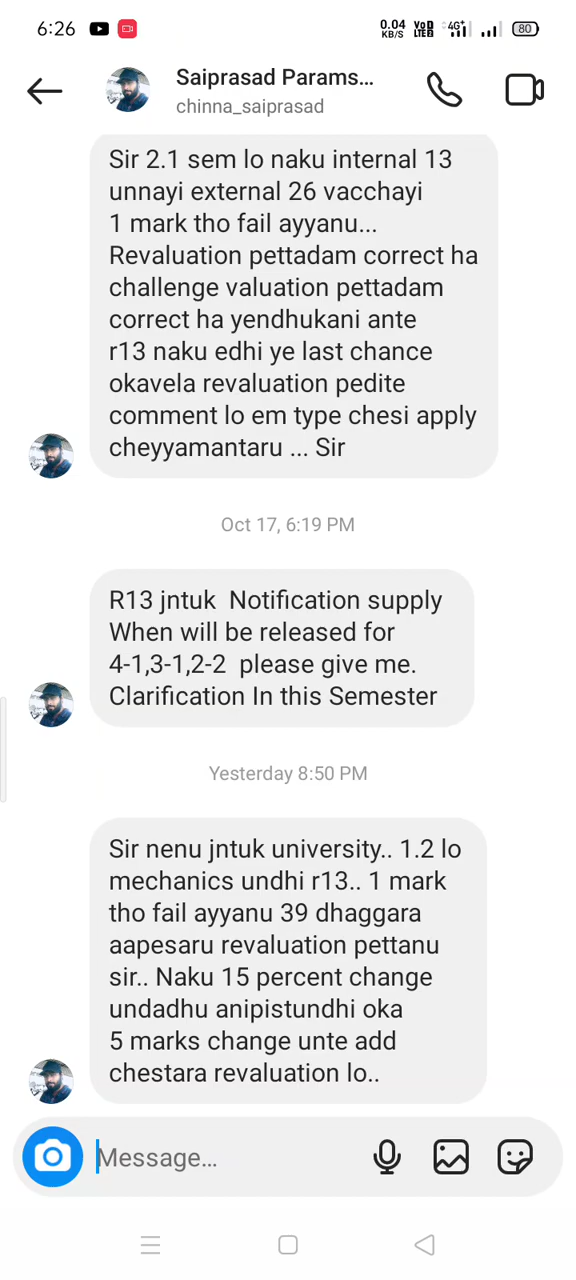 6:26
0.04 KB/S VoD LTE2 4G+ 80
Saiprasad Params...
chinna_saiprasad
Sir 2.1 sem lo naku internal 13
unnayi external 26 vacchayi
1 mark tho fail ayyanu...
Revaluation pettadam correct ha
challenge valuation pettadam
correct ha yendhukani ante
r13 naku edhi ye last chance
okavela revaluation pedite
comment lo em type chesi apply
cheyyamantaru ... Sir
Oct 17, 6:19 PM
R13 jntuk Notification supply
When will be released for
4-1,3-1,2-2 please give me.
Clarification In this Semester
Yesterday 8:50 PM
Sir nenu jntuk university.. 1.2 lo
mechanics undhi r13.. 1 mark
tho fail ayyanu 39 dhaggara
aapesaru revaluation pettanu
sir.. Naku 15 percent change
undadhu anipistundhi oka
5 marks change unte add
chestara revaluation lo..
Message...